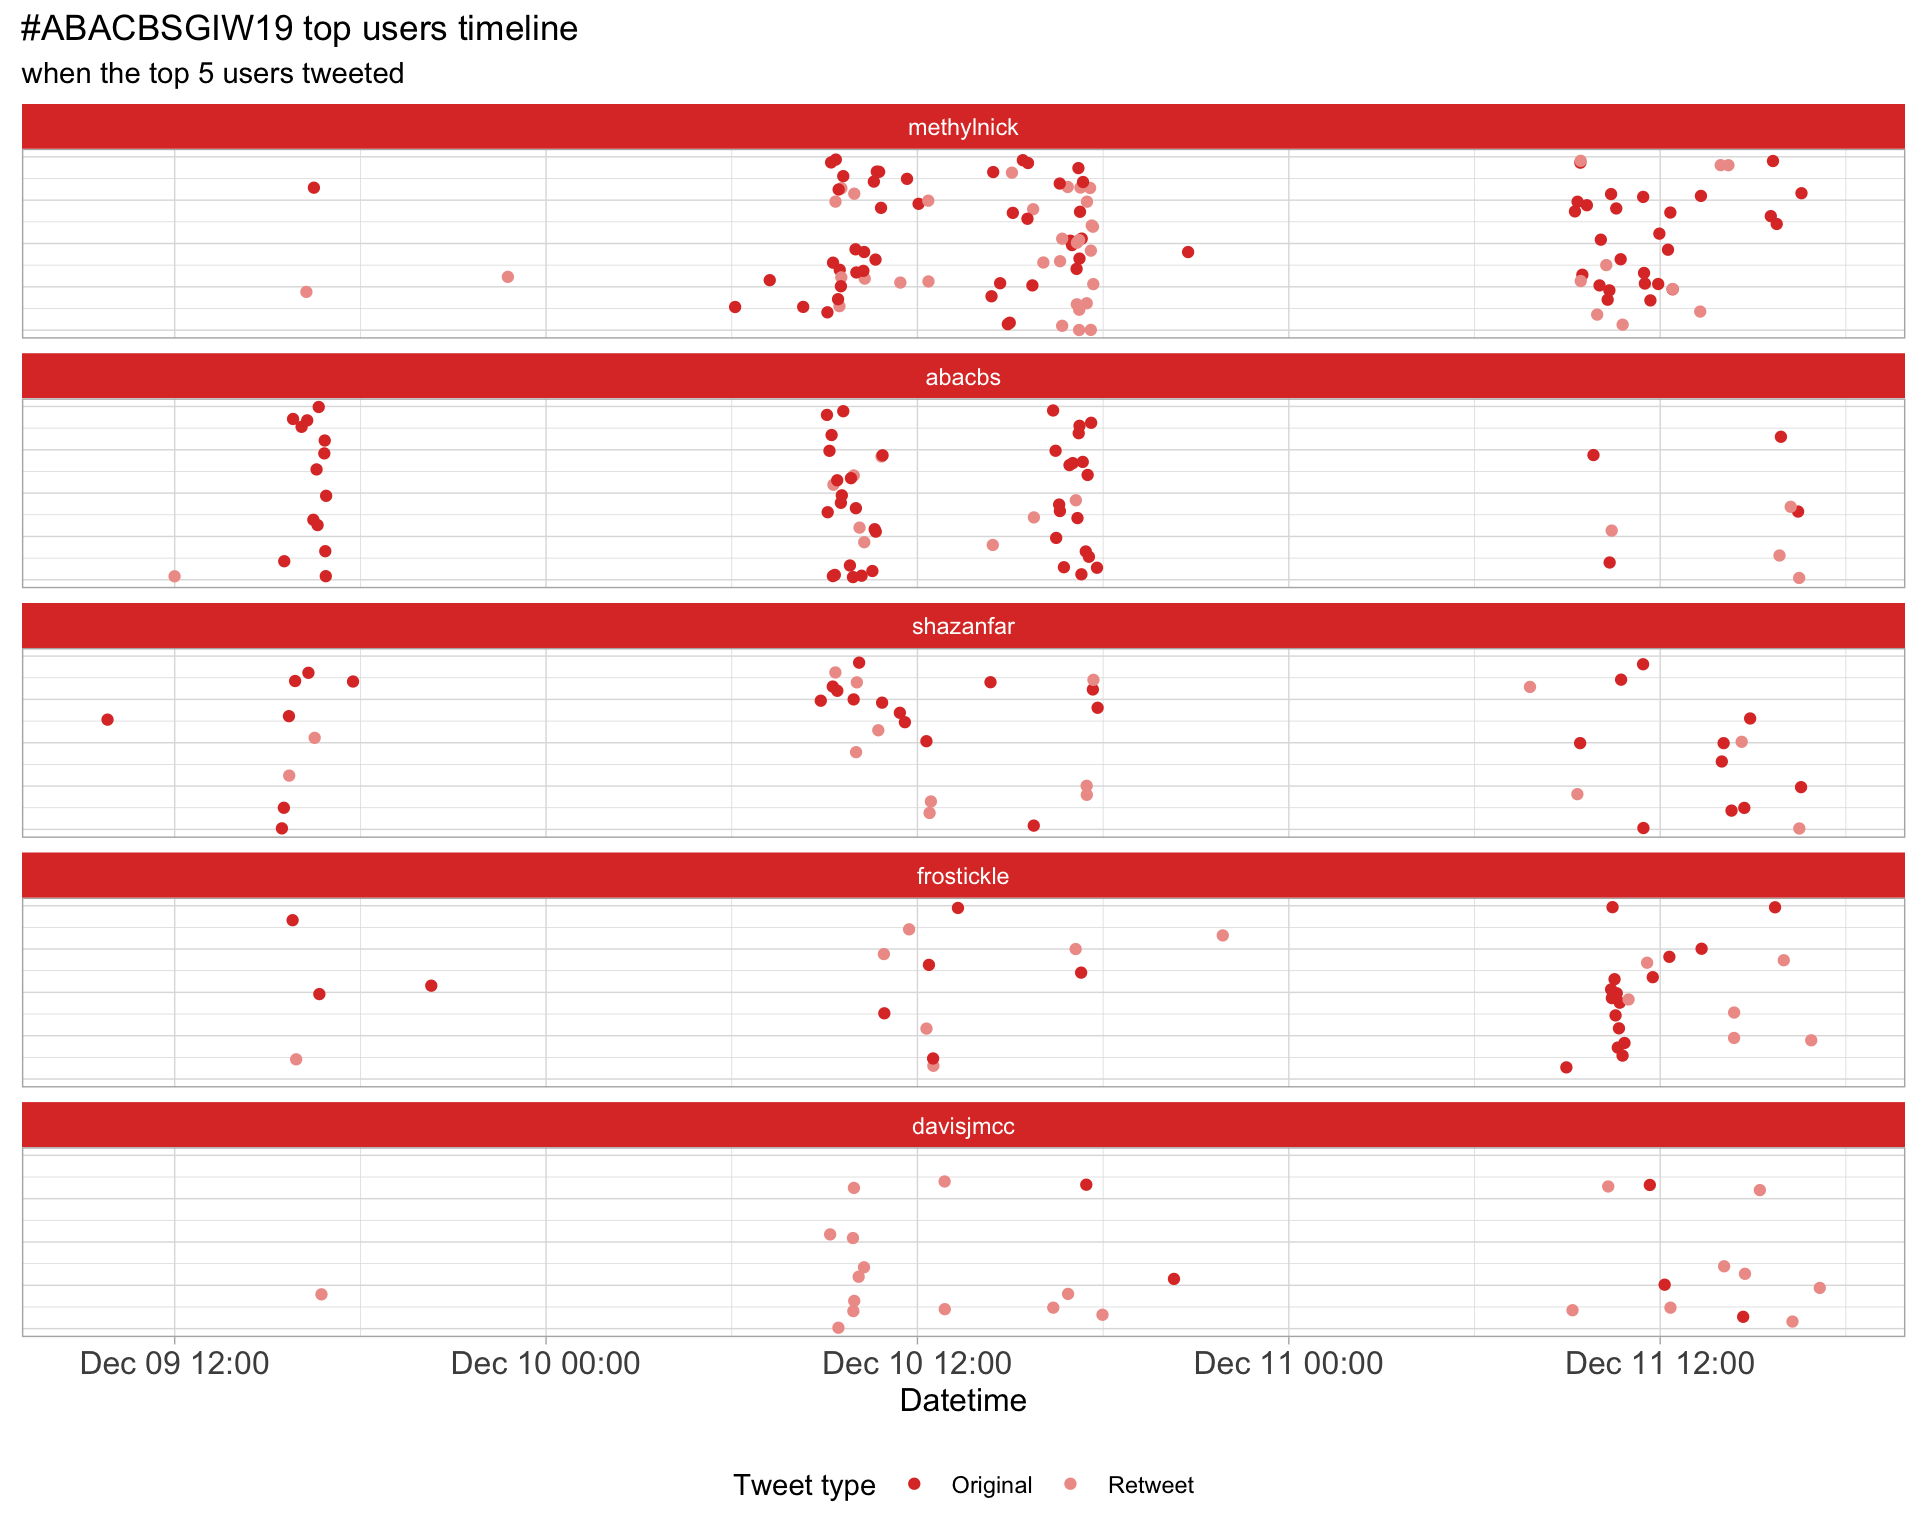 #ABACBSGIW19 top users timeline
when the top 5 users tweeted
methylnick
abacbs
shazanfar
frostickle
davisjmcc
Dec 09 12:00 Dec 10 00:00 Dec 10 12:00 Dec 11 00:00 Dec 11 12:00
Datetime
Tweet type Original Retweet